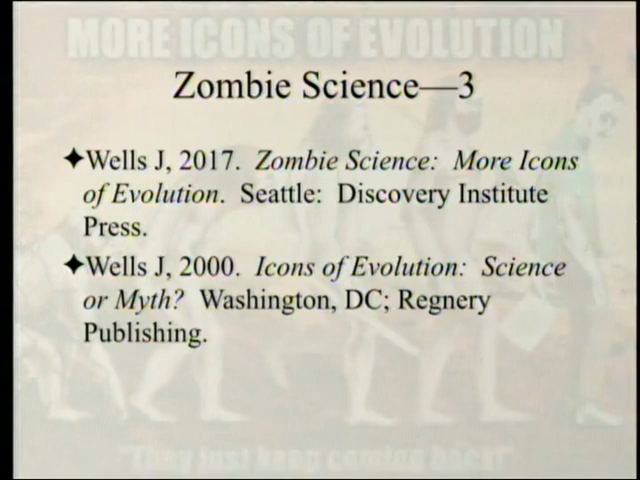 MORE ICONS OF EVOLUTION
Zombie Science—3
✦Wells J, 2017. Zombie Science: More Icons
of Evolution. Seattle: Discovery Institute
Press.
✦Wells J, 2000. Icons of Evolution: Science
or Myth? Washington, DC; Regnery
Publishing.
"They just keep coming back!"